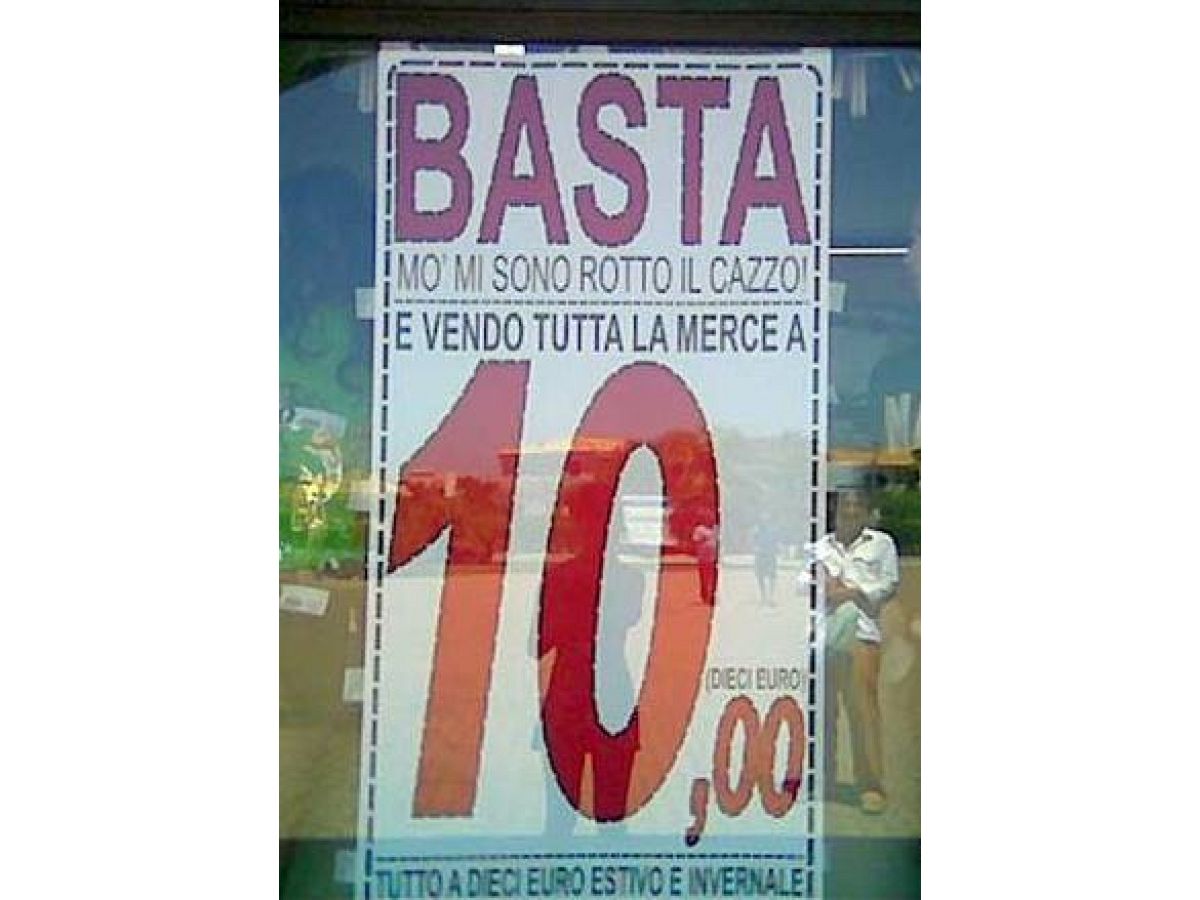 BASTA
MO' MI SONO ROTTO IL CAZZO!
E VENDO TUTTA LA MERCE A
10,00
(DIECI EURO)
TUTTO A DIECI EURO ESTIVO E INVERNALE